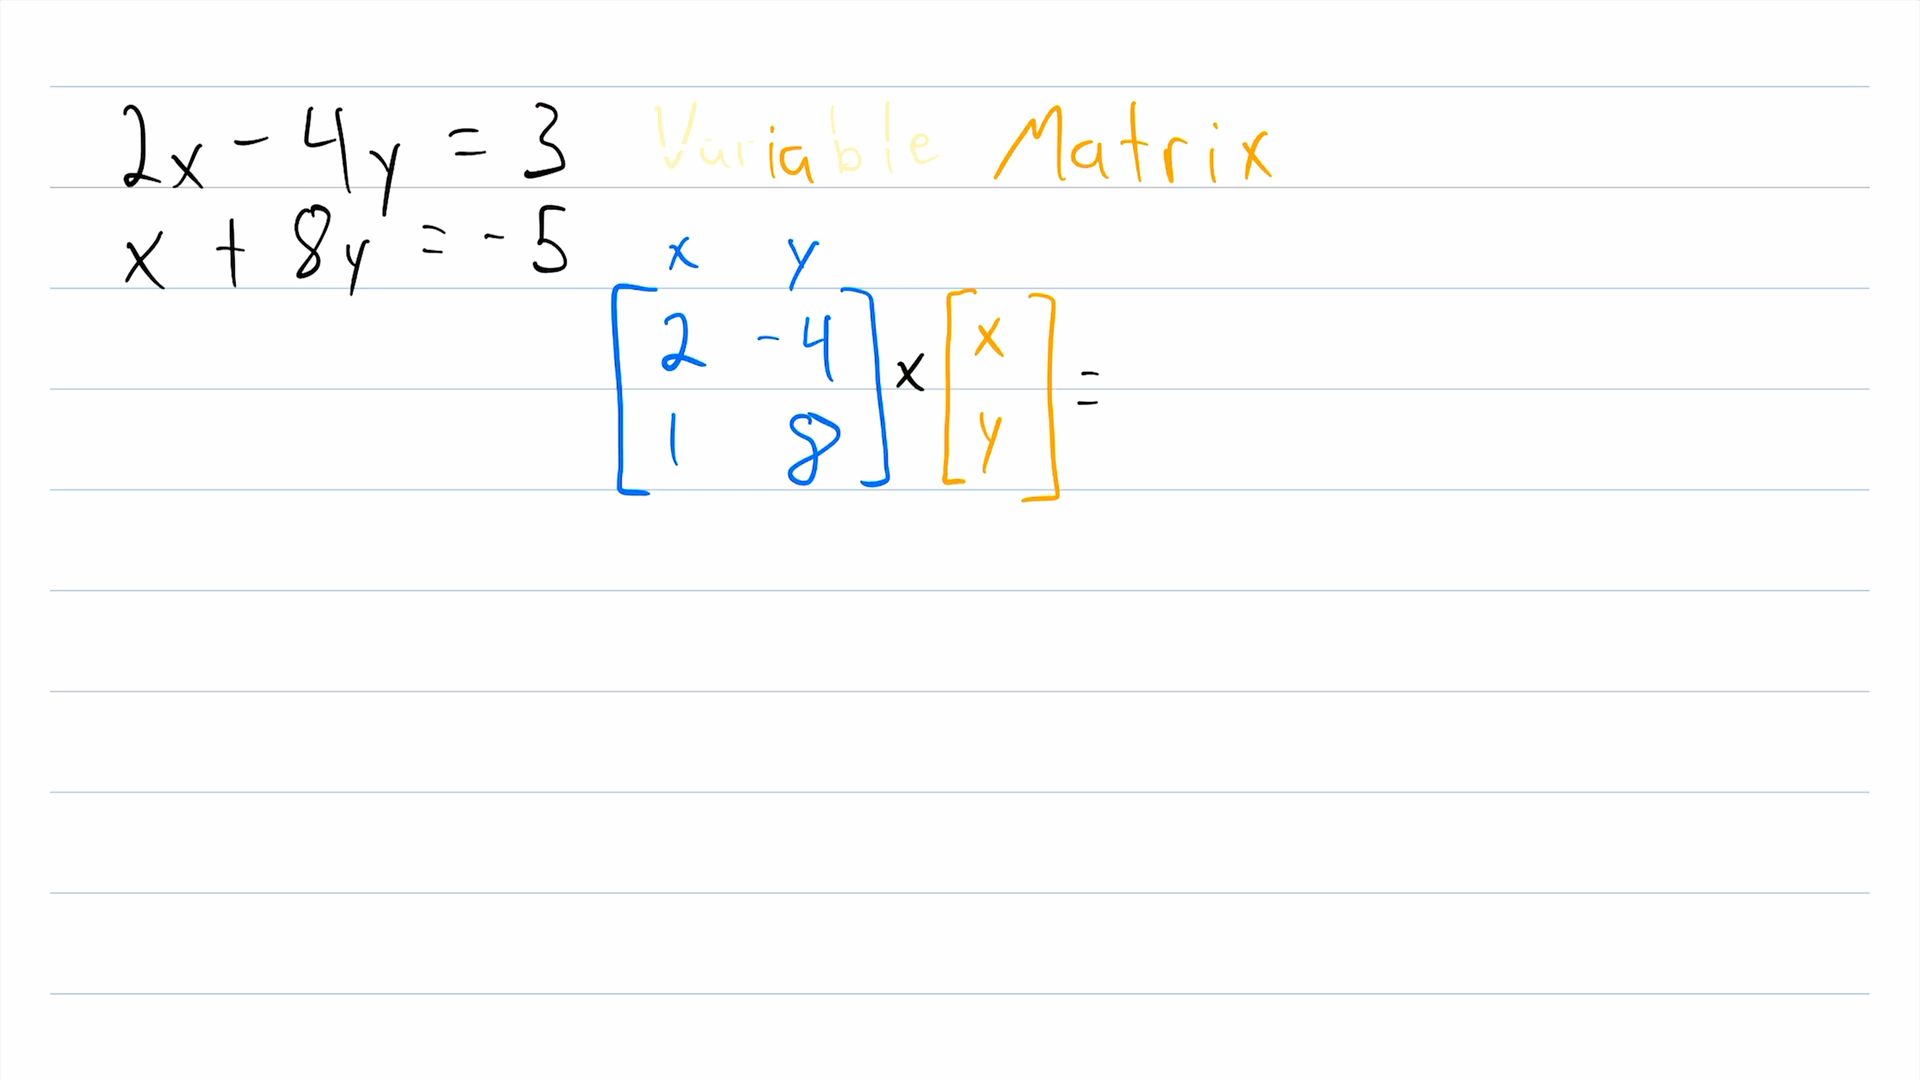 2x - 4y = 3 Variable Matrix
x + 8y = -5
x y
[ 2 -4 ] x [ x ] =
[ 1 8 ] [ y ]